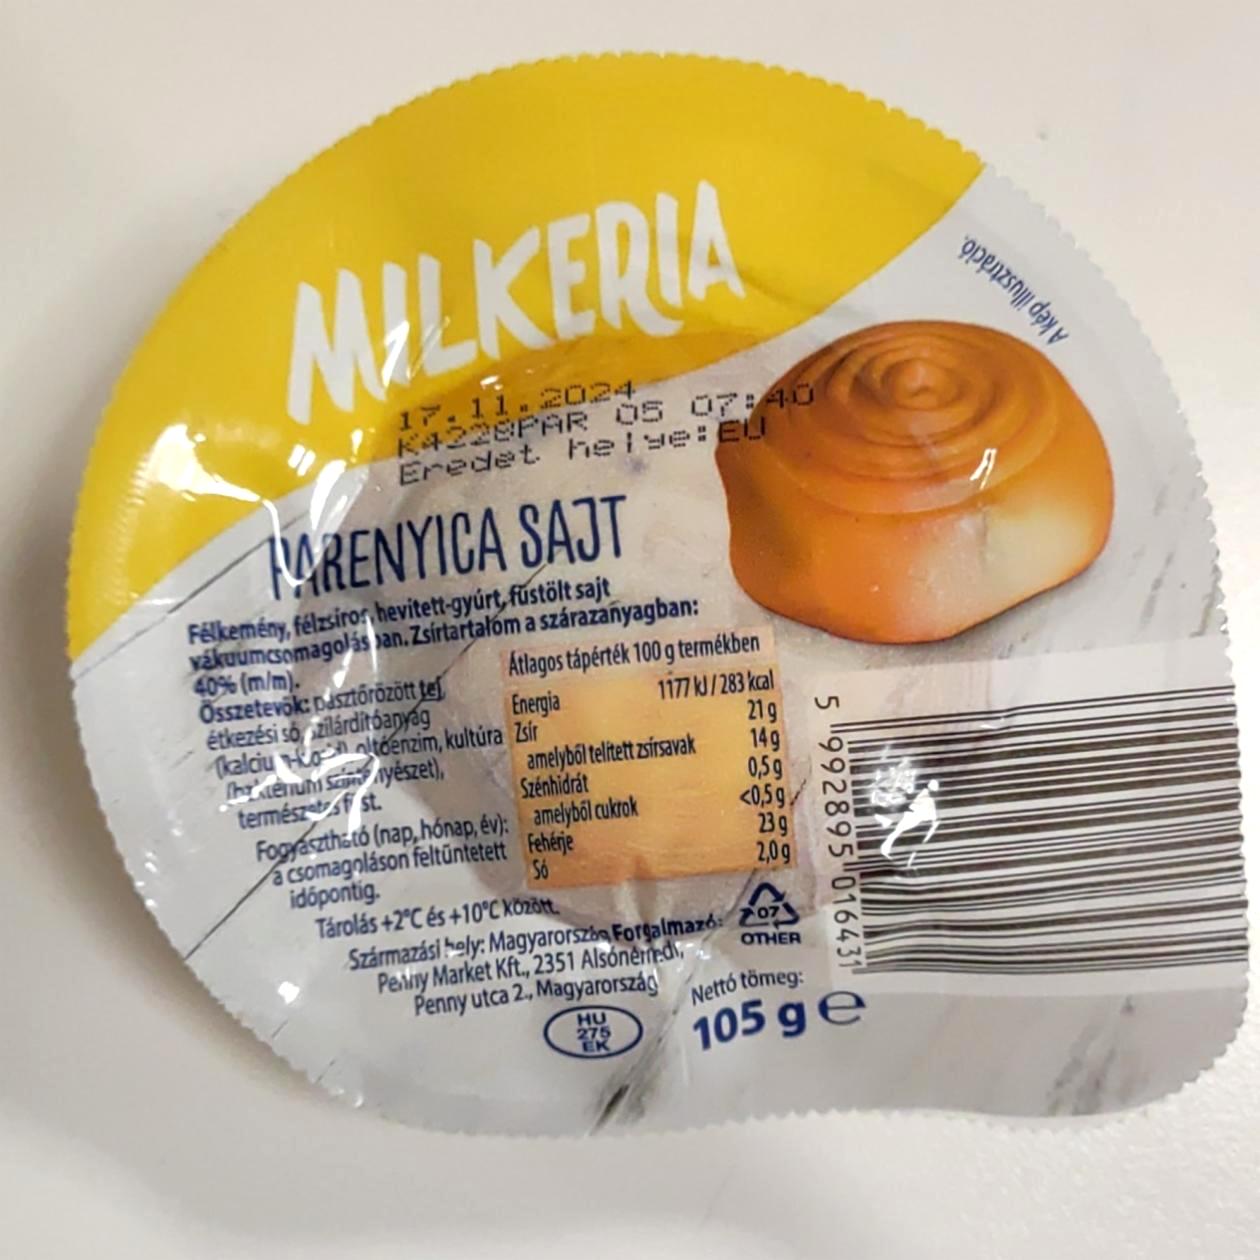 MILKERIA
A kép illusztráció.
17.11.2024
K4228PAR 05 07:40
Eredet helye:EU
PARENYICA SAJT
Félkemény, félzsíros, hevített-gyúrt, füstölt sajt
vákuumcsomagolásban. Zsírtartalom a szárazanyagban:
40% (m/m).
Összetevők: pasztőrözött tej,
étkezési só, szilárdítóanyag
oltóenzim, kultúra
természetes füst.
Fogyasztható (nap, hónap, év):
a csomagoláson feltüntetett
időpontig.
Tárolás +2°C és +10°C között.
Származási hely: Magyarország Forgalmazó:
Penny Market Kft., 2351 Alsónémedi,
Penny utca 2., Magyarország
HU
275
EK
Átlagos tápérték 100 g termékben
Energia 1177 kJ / 283 kcal
Zsír 21 g
amelyből telített zsírsavak 14 g
Szénhidrát 0,5 g
amelyből cukrok <0,5 g
Fehérje 23 g
Só 2,0 g
07
OTHER
Nettó tömeg:
105 g e
5 992895 016431